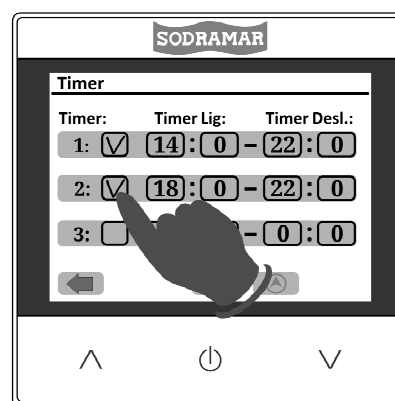 SODRAMAR
Timer
Timer: Timer Lig: Timer Desl.:
1: 14 : 0 – 22 : 0
2: 18 : 0 – 22 : 0
3: – 0 : 0